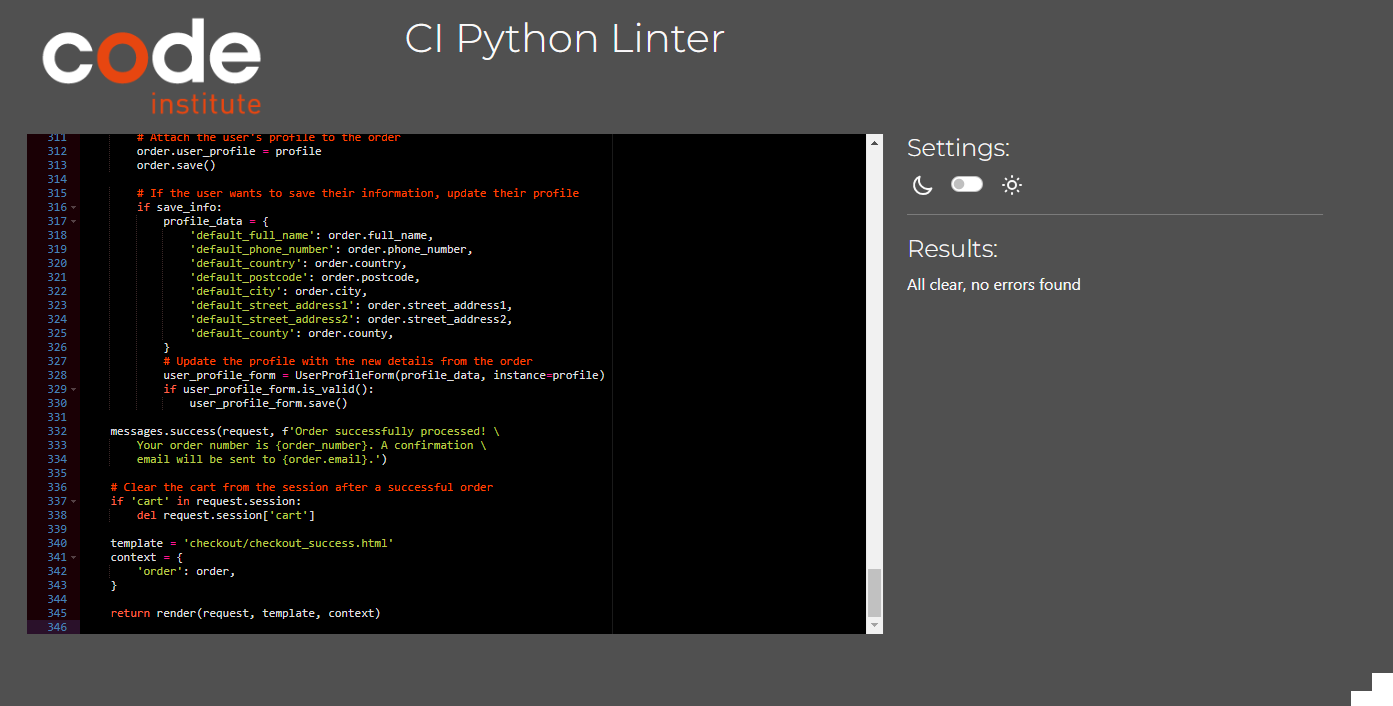 code
institute
CI Python Linter
311 # Attach the user's profile to the order
312 order.user_profile = profile
313 order.save()
314
315 # If the user wants to save their information, update their profile
316 if save_info:
317 profile_data = {
318 'default_full_name': order.full_name,
319 'default_phone_number': order.phone_number,
320 'default_country': order.country,
321 'default_postcode': order.postcode,
322 'default_city': order.city,
323 'default_street_address1': order.street_address1,
324 'default_street_address2': order.street_address2,
325 'default_county': order.county,
326 }
327 # Update the profile with the new details from the order
328 user_profile_form = UserProfileForm(profile_data, instance=profile)
329 if user_profile_form.is_valid():
330 user_profile_form.save()
331
332 messages.success(request, f'Order successfully processed! \
333 Your order number is {order_number}. A confirmation \
334 email will be sent to {order.email}.')
335
336 # Clear the cart from the session after a successful order
337 if 'cart' in request.session:
338 del request.session['cart']
339
340 template = 'checkout/checkout_success.html'
341 context = {
342 'order': order,
343 }
344
345 return render(request, template, context)
346
Settings:
Results:
All clear, no errors found